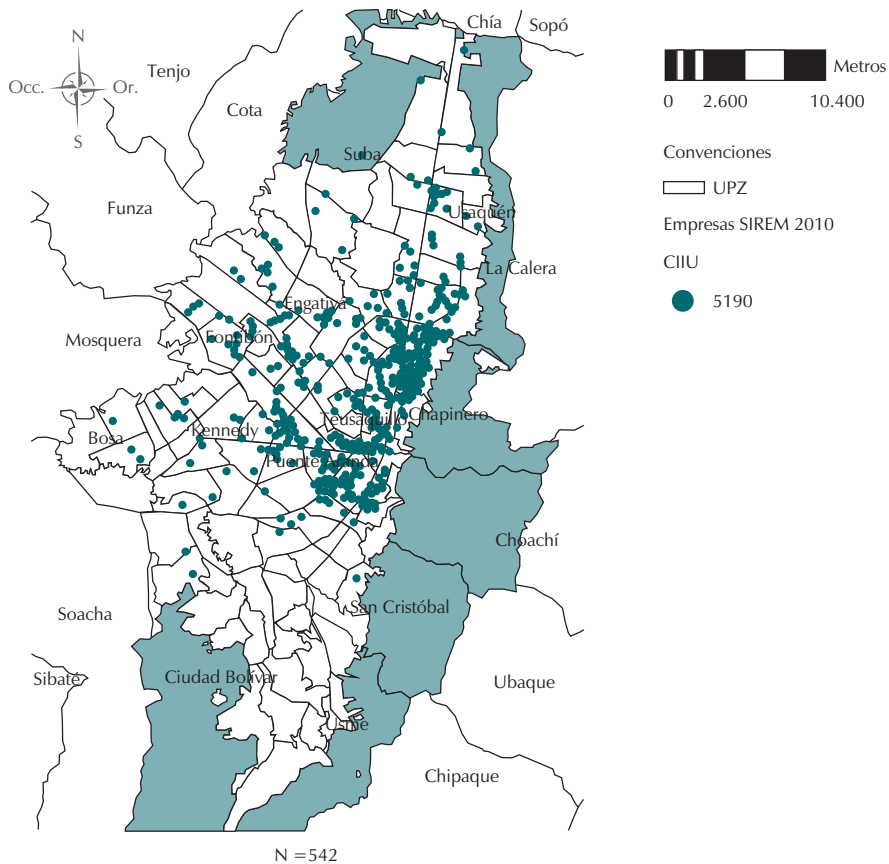 Chía
Sopó
N
Tenjo
Occ.
Or.
S
Cota
Suba
Funza
Usaquén
La Calera
Engativá
Mosquera
Fontibón
Teusaquillo
Chapinero
Bosa
Kennedy
Puente Aranda
Choachí
Soacha
San Cristóbal
Sibaté
Ciudad Bolívar
Ubaque
Usme
Chipaque
N =542
Metros
0 2.600 10.400
Convenciones
UPZ
Empresas SIREM 2010
CIIU
5190